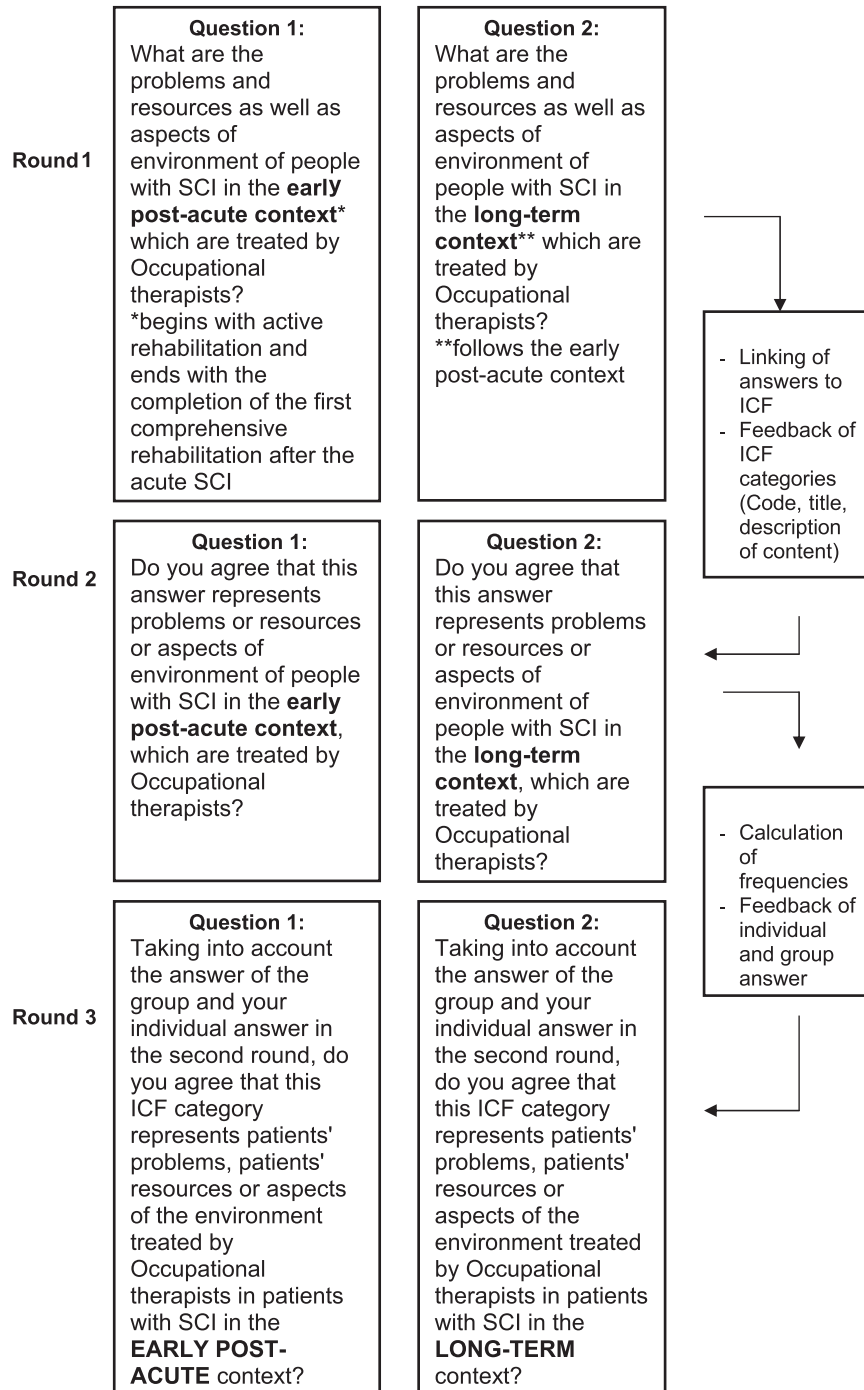 Round 1
Question 1:
What are the
problems and
resources as well as
aspects of
environment of people
with SCI in the early
post-acute context*
which are treated by
Occupational
therapists?
*begins with active
rehabilitation and
ends with the
completion of the first
comprehensive
rehabilitation after the
acute SCI
Question 2:
What are the
problems and
resources as well as
aspects of
environment of
people with SCI in
the long-term
context** which are
treated by
Occupational
therapists?
**follows the early
post-acute context
- Linking of
answers to
ICF
- Feedback of
ICF
categories
(Code, title,
description
of content)
Round 2
Question 1:
Do you agree that this
answer represents
problems or resources
or aspects of
environment of people
with SCI in the early
post-acute context,
which are treated by
Occupational
therapists?
Question 2:
Do you agree that
this answer
represents problems
or resources or
aspects of
environment of
people with SCI in
the long-term
context, which are
treated by
Occupational
therapists?
- Calculation
of
frequencies
- Feedback of
individual
and group
answer
Round 3
Question 1:
Taking into account
the answer of the
group and your
individual answer in
the second round, do
you agree that this
ICF category
represents patients'
problems, patients'
resources or aspects
of the environment
treated by
Occupational
therapists in patients
with SCI in the
EARLY POST-
ACUTE context?
Question 2:
Taking into account
the answer of the
group and your
individual answer in
the second round,
do you agree that
this ICF category
represents patients'
problems, patients'
resources or
aspects of the
environment treated
by Occupational
therapists in patients
with SCI in the
LONG-TERM
context?